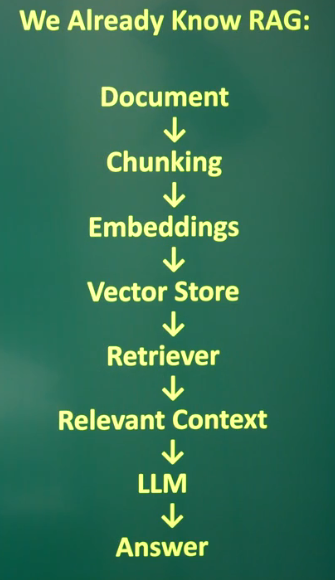 We Already Know RAG:
Document
↓
Chunking
↓
Embeddings
↓
Vector Store
↓
Retriever
↓
Relevant Context
↓
LLM
↓
Answer